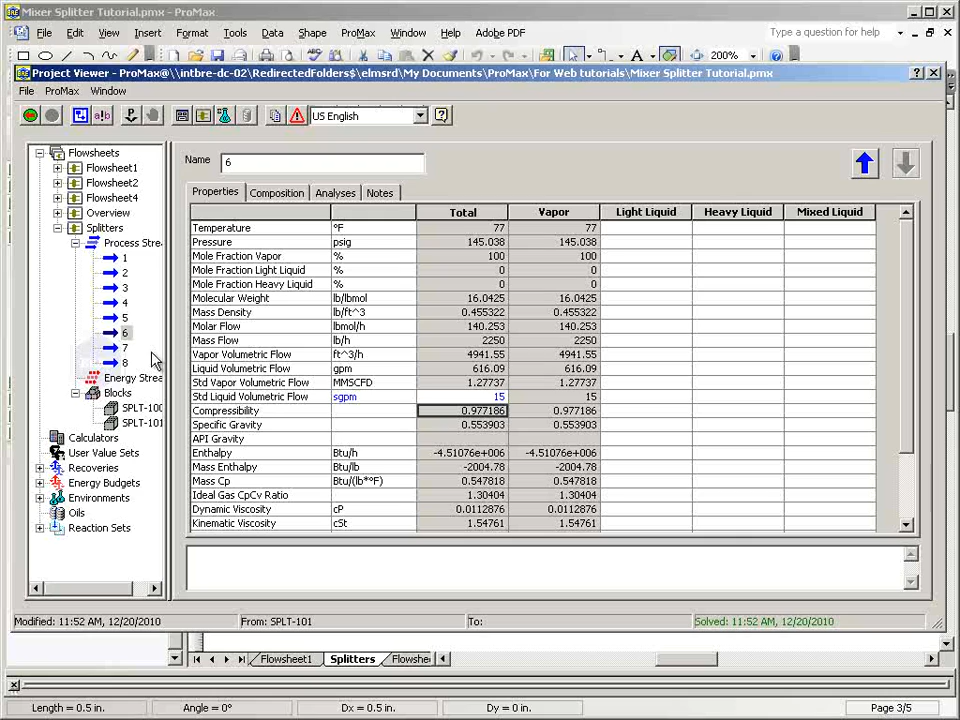 Mixer Splitter Tutorial.pmx - ProMax
File Edit View Insert Format Tools Data Shape ProMax Window Help Adobe PDF
Type a question for help
200%
Project Viewer - ProMax@\\intbre-dc-02\RedirectedFolders$\elmsrd\My Documents\ProMax\For Web tutorials\Mixer Splitter Tutorial.pmx
File ProMax Window
US English
Flowsheets
Flowsheet1
Flowsheet2
Flowsheet4
Overview
Splitters
Process Strea
1
2
3
4
5
6
7
8
Energy Strea
Blocks
SPLT-100
SPLT-101
Calculators
User Value Sets
Recoveries
Energy Budgets
Environments
Oils
Reaction Sets
Name 6
Properties Composition Analyses Notes
Total Vapor Light Liquid Heavy Liquid Mixed Liquid
Temperature °F 77 77
Pressure psig 145.038 145.038
Mole Fraction Vapor % 100 100
Mole Fraction Light Liquid % 0 0
Mole Fraction Heavy Liquid % 0 0
Molecular Weight lb/lbmol 16.0425 16.0425
Mass Density lb/ft^3 0.455322 0.455322
Molar Flow lbmol/h 140.253 140.253
Mass Flow lb/h 2250 2250
Vapor Volumetric Flow ft^3/h 4941.55 4941.55
Liquid Volumetric Flow gpm 616.09 616.09
Std Vapor Volumetric Flow MMSCFD 1.27737 1.27737
Std Liquid Volumetric Flow sgpm 15 15
Compressibility 0.977186 0.977186
Specific Gravity 0.553903 0.553903
API Gravity
Enthalpy Btu/h -4.51076e+006 -4.51076e+006
Mass Enthalpy Btu/lb -2004.78 -2004.78
Mass Cp Btu/(lb*°F) 0.547818 0.547818
Ideal Gas CpCv Ratio 1.30404 1.30404
Dynamic Viscosity cP 0.0112876 0.0112876
Kinematic Viscosity cSt 1.54761 1.54761
Modified: 11:52 AM, 12/20/2010 From: SPLT-101 To: Solved: 11:52 AM, 12/20/2010
Flowsheet1 Splitters Flowshe
Length = 0.5 in. Angle = 0° Dx = 0.5 in. Dy = 0 in. Page 3/5